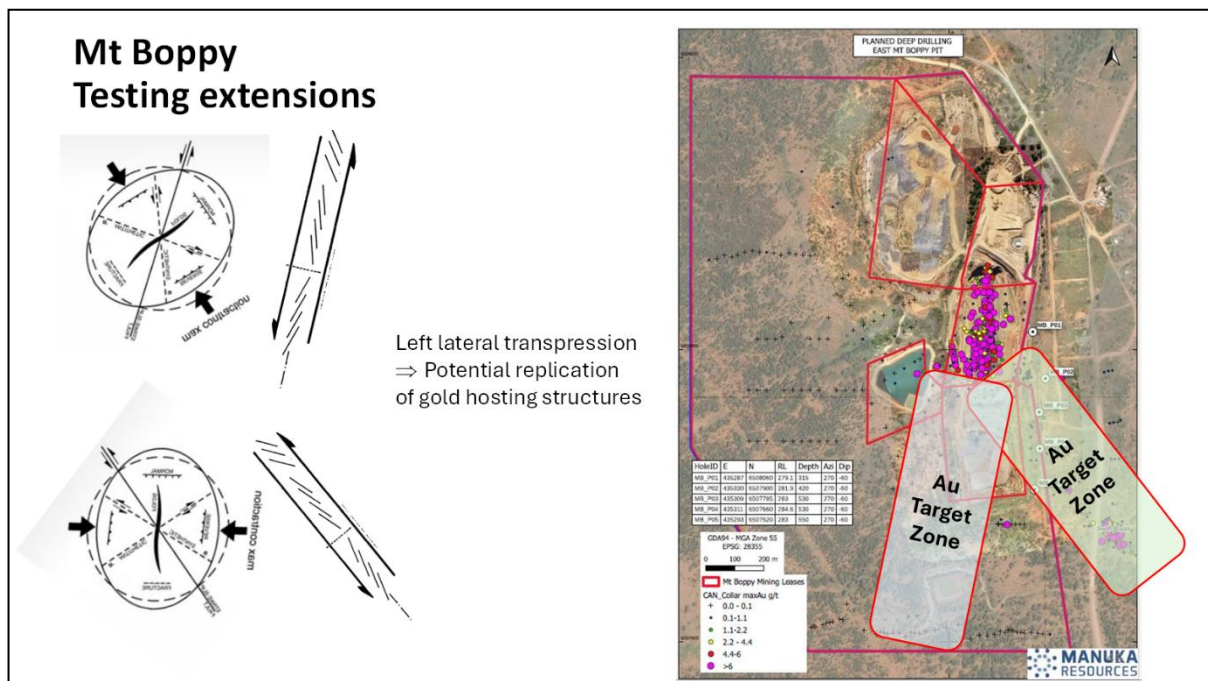 Mt Boppy
Testing extensions
max contraction
max contraction
Left lateral transpression
⇒ Potential replication
of gold hosting structures
PLANNED DEEP DRILLING
EAST MT BOPPY PIT
MB_P01
MB_P02
Au
Target
Zone
Au
Target
Zone
HoleID E N RL Depth Azi Dip
MB_P01 435287 6508060 279.1 315 270 -60
MB_P02 435330 6507900 281.9 420 270 -60
MB_P03 435309 6507785 283 530 270 -60
MB_P04 435311 6507660 284.6 530 270 -60
MB_P05 435293 6507520 283 550 270 -60
GDA94 - MGA Zone 55
EPSG: 28355
0 100 200 m
Mt Boppy Mining Leases
CAN_Collar maxAu g/t
0.0 - 0.1
0.1-1.1
1.1-2.2
2.2 - 4.4
4.4-6
>6
MANUKA
RESOURCES